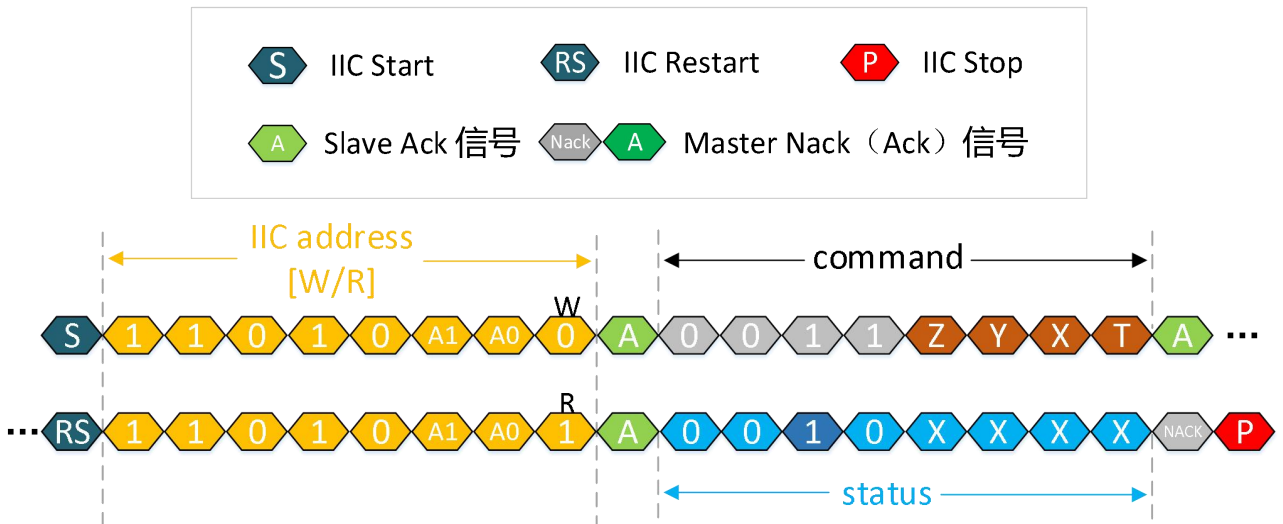 S IIC Start RS IIC Restart P IIC Stop
A Slave Ack 信号 Nack A Master Nack（Ack）信号
IIC address
[W/R]
command
W
S 1 1 0 1 0 A1 A0 0 A 0 0 1 1 Z Y X T A ...
R
... RS 1 1 0 1 0 A1 A0 1 A 0 0 1 0 X X X X NACK P
status